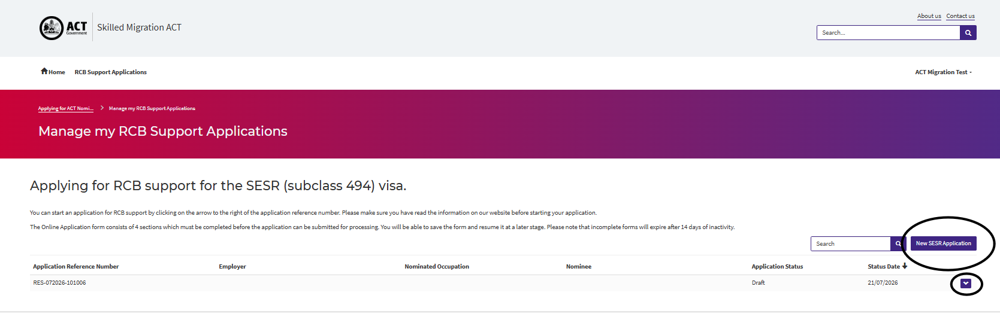 ACT
Government
Skilled Migration ACT
About us Contact us
Search...
Home RCB Support Applications
ACT Migration Test
Applying for ACT Nomi... > Manage my RCB Support Applications
Manage my RCB Support Applications
Applying for RCB support for the SESR (subclass 494) visa.
You can start an application for RCB support by clicking on the arrow to the right of the application reference number. Please make sure you have read the information on our website before starting your application.
The Online Application form consists of 4 sections which must be completed before the application can be submitted for processing. You will be able to save the form and resume it at a later stage. Please note that incomplete forms will expire after 14 days of inactivity.
Search New SESR Application
Application Reference Number Employer Nominated Occupation Nominee Application Status Status Date
RES-072026-101006 Draft 21/07/2026